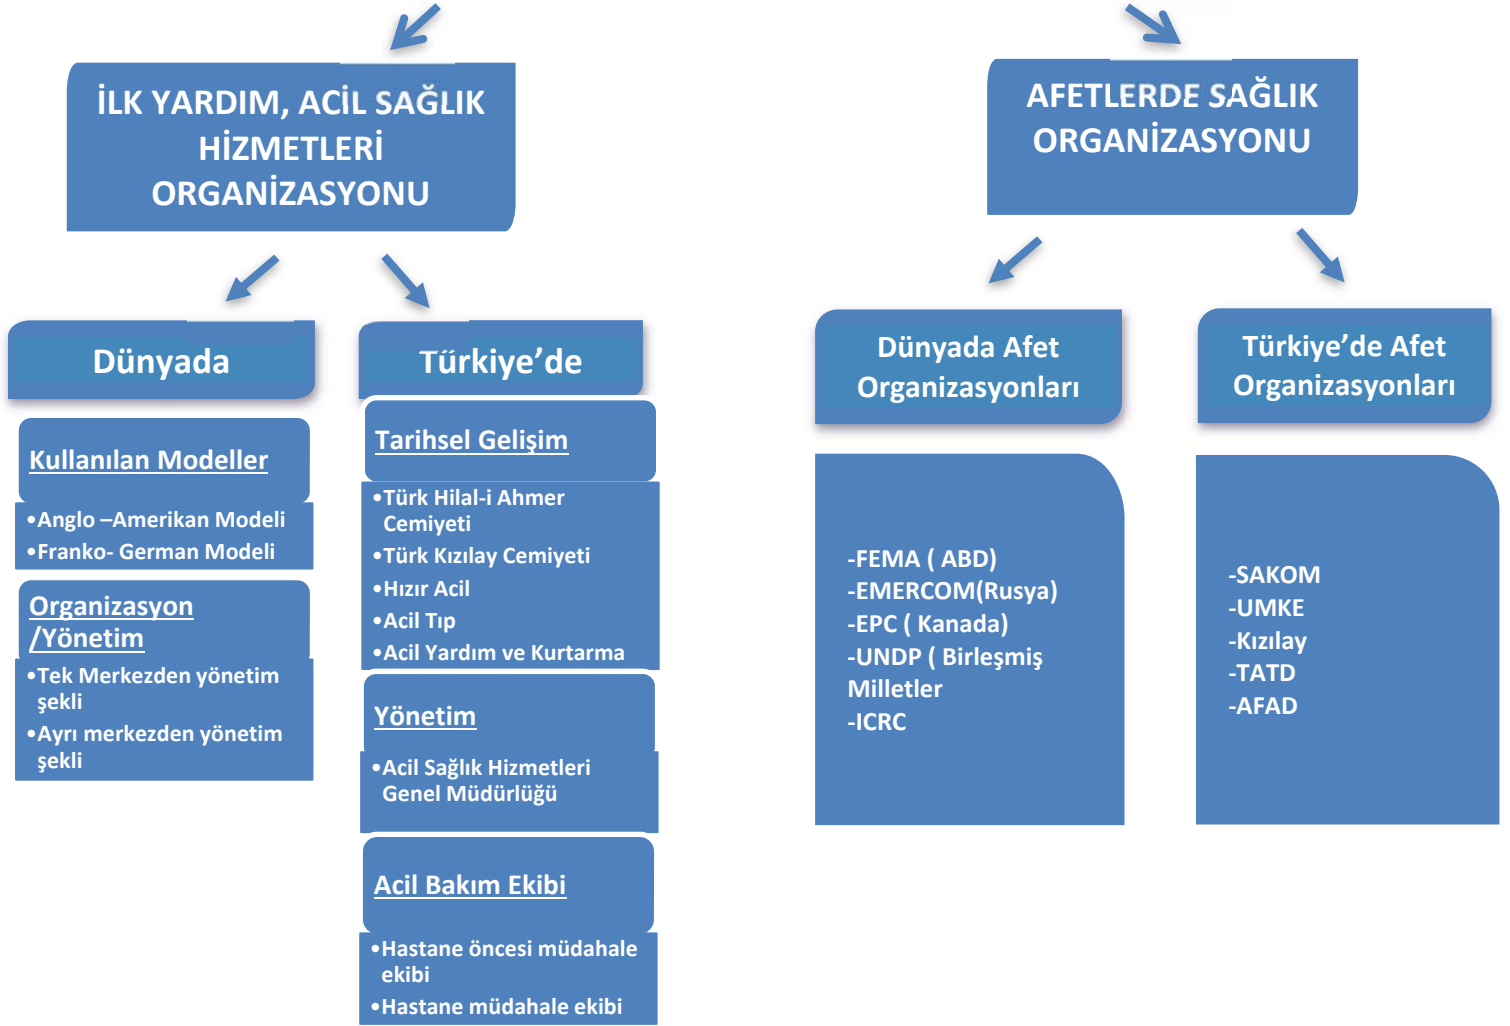 İLK YARDIM, ACİL SAĞLIK
HİZMETLERİ
ORGANİZASYONU
Dünyada
Kullanılan Modeller
•Anglo –Amerikan Modeli
•Franko- German Modeli
Organizasyon
/Yönetim
•Tek Merkezden yönetim
şekli
•Ayrı merkezden yönetim
şekli
Türkiye’de
Tarihsel Gelişim
•Türk Hilal-i Ahmer
Cemiyeti
•Türk Kızılay Cemiyeti
•Hızır Acil
•Acil Tıp
•Acil Yardım ve Kurtarma
Yönetim
•Acil Sağlık Hizmetleri
Genel Müdürlüğü
Acil Bakım Ekibi
•Hastane öncesi müdahale
ekibi
•Hastane müdahale ekibi
AFETLERDE SAĞLIK
ORGANİZASYONU
Dünyada Afet
Organizasyonları
-FEMA ( ABD)
-EMERCOM(Rusya)
-EPC ( Kanada)
-UNDP ( Birleşmiş
Milletler
-ICRC
Türkiye’de Afet
Organizasyonları
-SAKOM
-UMKE
-Kızılay
-TATD
-AFAD